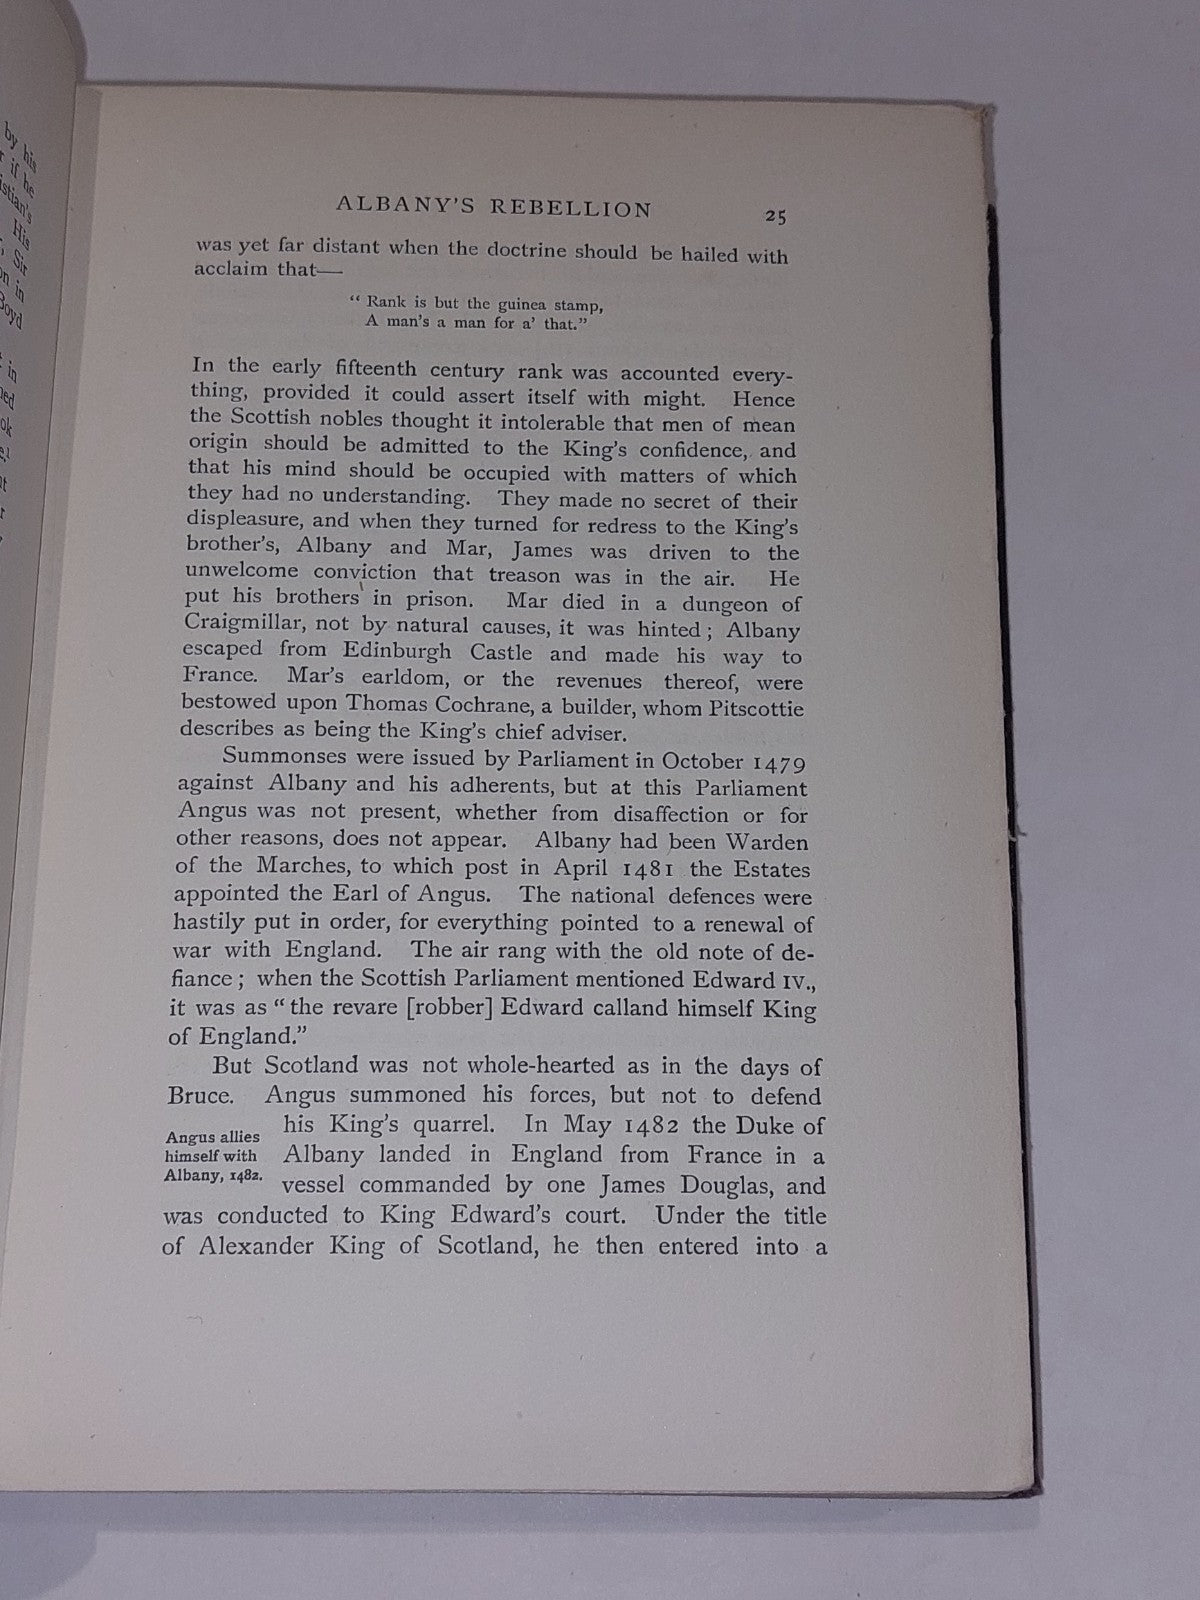 by his
if he
His
Sir
on in
Boyd
in
ALBANY'S REBELLION 25
was yet far distant when the doctrine should be hailed with
acclaim that—
“ Rank is but the guinea stamp,
A man's a man for a' that.”
In the early fifteenth century rank was accounted every-
thing, provided it could assert itself with might. Hence
the Scottish nobles thought it intolerable that men of mean
origin should be admitted to the King's confidence, and
that his mind should be occupied with matters of which
they had no understanding. They made no secret of their
displeasure, and when they turned for redress to the King's
brother's, Albany and Mar, James was driven to the
unwelcome conviction that treason was in the air. He
put his brothers in prison. Mar died in a dungeon of
Craigmillar, not by natural causes, it was hinted ; Albany
escaped from Edinburgh Castle and made his way to
France. Mar's earldom, or the revenues thereof, were
bestowed upon Thomas Cochrane, a builder, whom Pitscottie
describes as being the King's chief adviser.
Summonses were issued by Parliament in October 1479
against Albany and his adherents, but at this Parliament
Angus was not present, whether from disaffection or for
other reasons, does not appear. Albany had been Warden
of the Marches, to which post in April 1481 the Estates
appointed the Earl of Angus. The national defences were
hastily put in order, for everything pointed to a renewal of
war with England. The air rang with the old note of de-
fiance ; when the Scottish Parliament mentioned Edward IV.,
it was as “ the revare [robber] Edward calland himself King
of England.”
But Scotland was not whole-hearted as in the days of
Bruce. Angus summoned his forces, but not to defend
his King's quarrel. In May 1482 the Duke of
Angus allies
himself with
Albany, 1482.
Albany landed in England from France in a
vessel commanded by one James Douglas, and
was conducted to King Edward's court. Under the title
of Alexander King of Scotland, he then entered into a